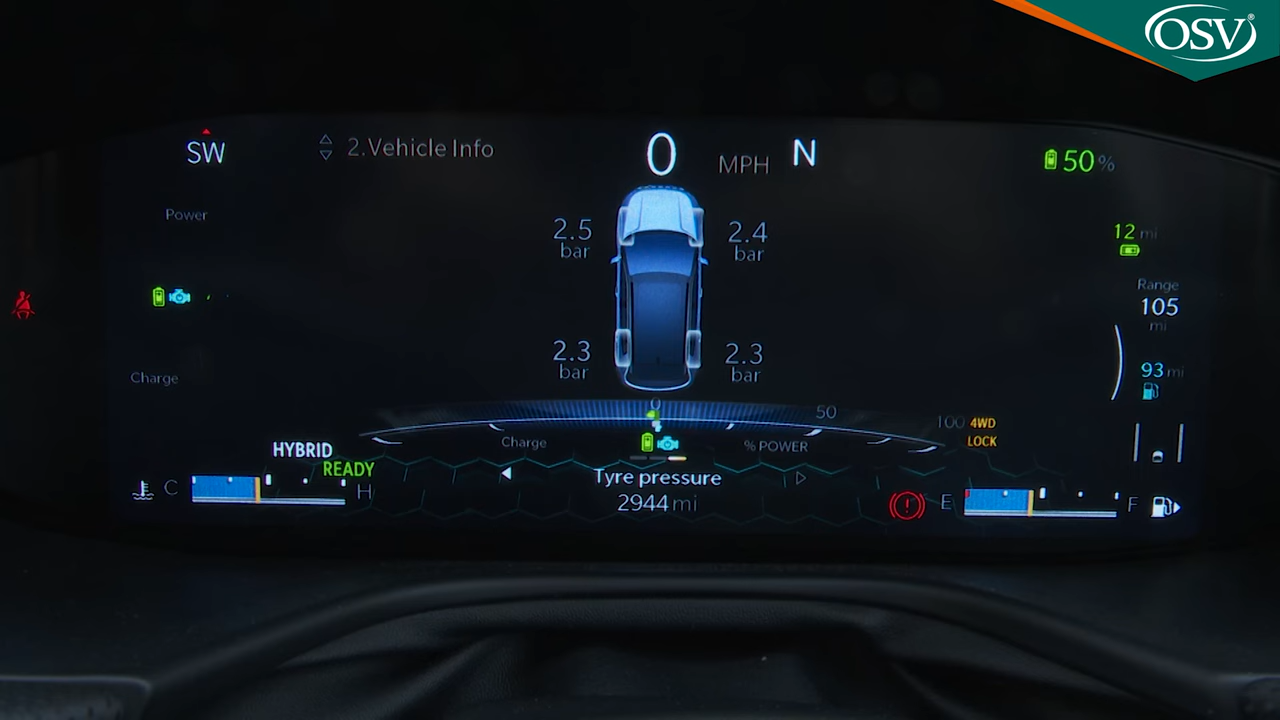 OSV®
SW
2.Vehicle Info
0
MPH
N
50%
Power
2.5
bar
2.4
bar
12 mi
Range
105
mi
2.3
bar
2.3
bar
93 mi
Charge
0
50
100
4WD
LOCK
Charge
% POWER
HYBRID
READY
Tyre pressure
2944 mi
C
H
E
F